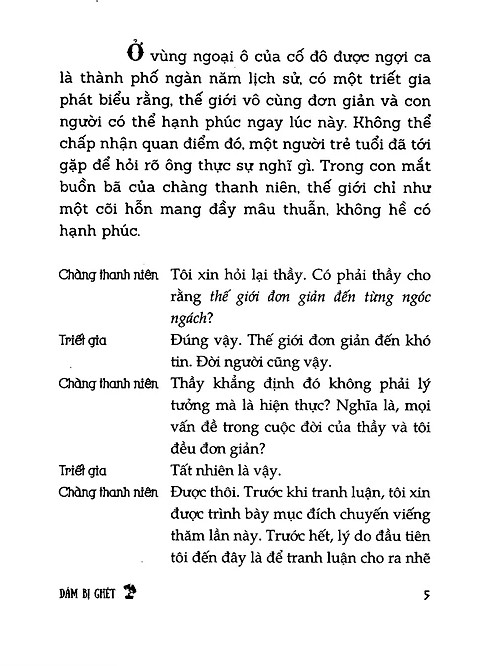 Ở vùng ngoại ô của cố đô được ngợi ca
là thành phố ngàn năm lịch sử, có một triết gia
phát biểu rằng, thế giới vô cùng đơn giản và con
người có thể hạnh phúc ngay lúc này. Không thể
chấp nhận quan điểm đó, một người trẻ tuổi đã tới
gặp để hỏi rõ ông thực sự nghĩ gì. Trong con mắt
buồn bã của chàng thanh niên, thế giới chỉ như
một cõi hỗn mang đầy mâu thuẫn, không hề có
hạnh phúc.
Chàng thanh niên Tôi xin hỏi lại thầy. Có phải thầy cho
rằng thế giới đơn giản đến từng ngóc
ngách?
Triết gia Đúng vậy. Thế giới đơn giản đến khó
tin. Đời người cũng vậy.
Chàng thanh niên Thầy khẳng định đó không phải lý
tưởng mà là hiện thực? Nghĩa là, mọi
vấn đề trong cuộc đời của thầy và tôi
đều đơn giản?
Triết gia Tất nhiên là vậy.
Chàng thanh niên Được thôi. Trước khi tranh luận, tôi xin
được trình bày mục đích chuyến viếng
thăm lần này. Trước hết, lý do đầu tiên
tôi đến đây là để tranh luận cho ra nhẽ
DÁM BỊ GHÉT 5